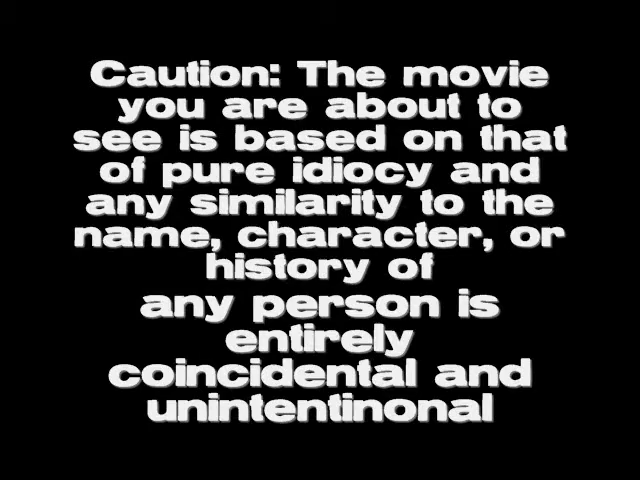 Caution: The movie
you are about to
see is based on that
of pure idiocy and
any similarity to the
name, character, or
history of
any person is
entirely
coincidental and
unintentinonal